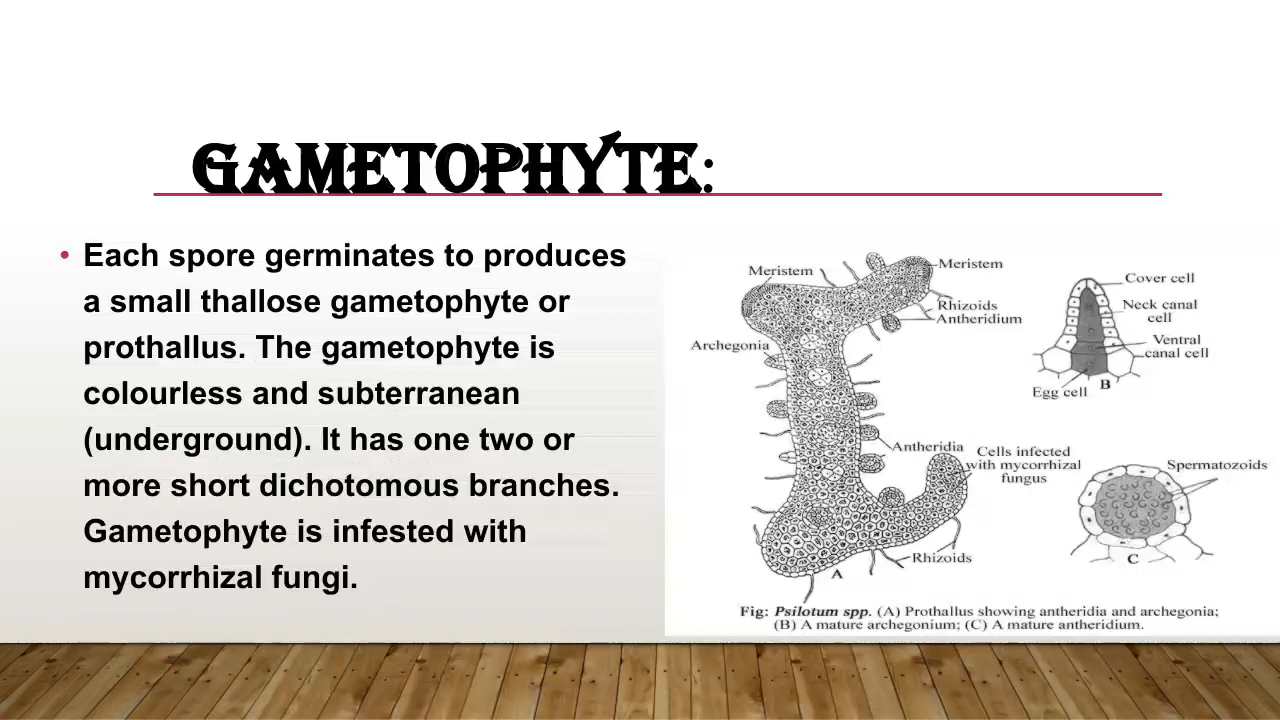 GAMETOPHYTE:
• Each spore germinates to produces
a small thallose gametophyte or
prothallus. The gametophyte is
colourless and subterranean
(underground). It has one two or
more short dichotomous branches.
Gametophyte is infested with
mycorrhizal fungi.
Meristem
Meristem
Rhizoids
Antheridium
Archegonia
Antheridia
Cells infected
with mycorrhizal
fungus
Rhizoids
A
Cover cell
Neck canal
cell
Ventral
canal cell
Egg cell
B
Spermatozoids
C
Fig: Psilotum spp. (A) Prothallus showing antheridia and archegonia;
(B) A mature archegonium; (C) A mature antheridium.